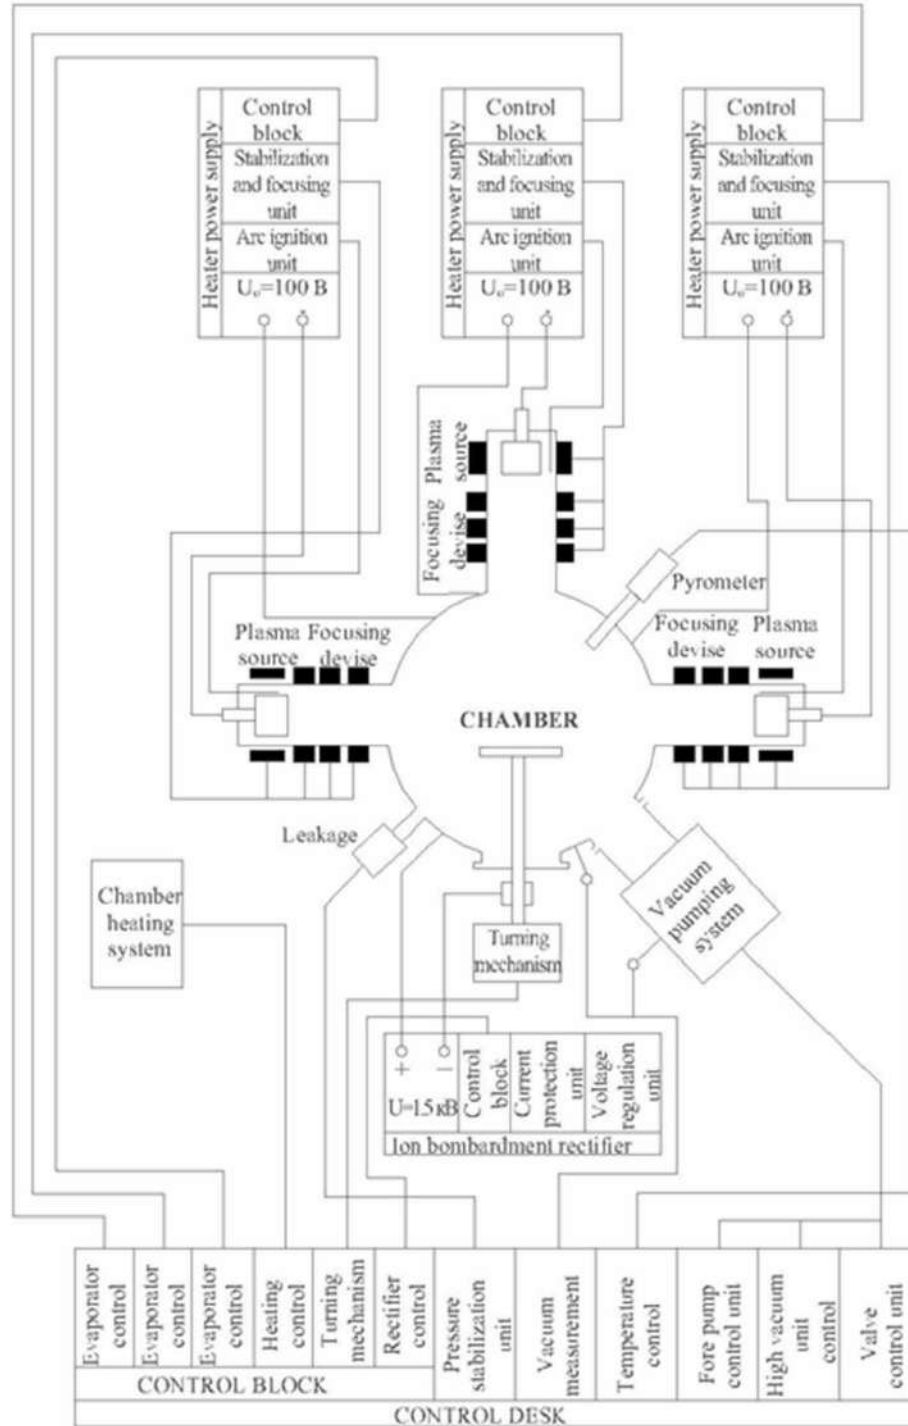 Heater power supply
Control
block
Stabilization
and focusing
unit
Arc ignition
unit
Uₒ=100 В
Heater power supply
Control
block
Stabilization
and focusing
unit
Arc ignition
unit
Uₒ=100 В
Heater power supply
Control
block
Stabilization
and focusing
unit
Arc ignition
unit
Uₒ=100 В
Plasma
source
Focusing
devise
Pyrometer
Plasma
source
Focusing
devise
Focusing
devise
Plasma
source
CHAMBER
Leakage
Chamber
heating
system
Turning
mechanism
Vacuum
pumping
system
+
–
U=1.5 кВ
Control
block
Current
protection
unit
Voltage
regulation
unit
Ion bombardment rectifier
Evaporator
control
Evaporator
control
Evaporator
control
Heating
control
Turning
mechanism
Rectifier
control
Pressure
stabilization
unit
Vacuum
measurement
Temperature
control
Fore pump
control unit
High vacuum
unit
control
Valve
control unit
CONTROL BLOCK
CONTROL DESK